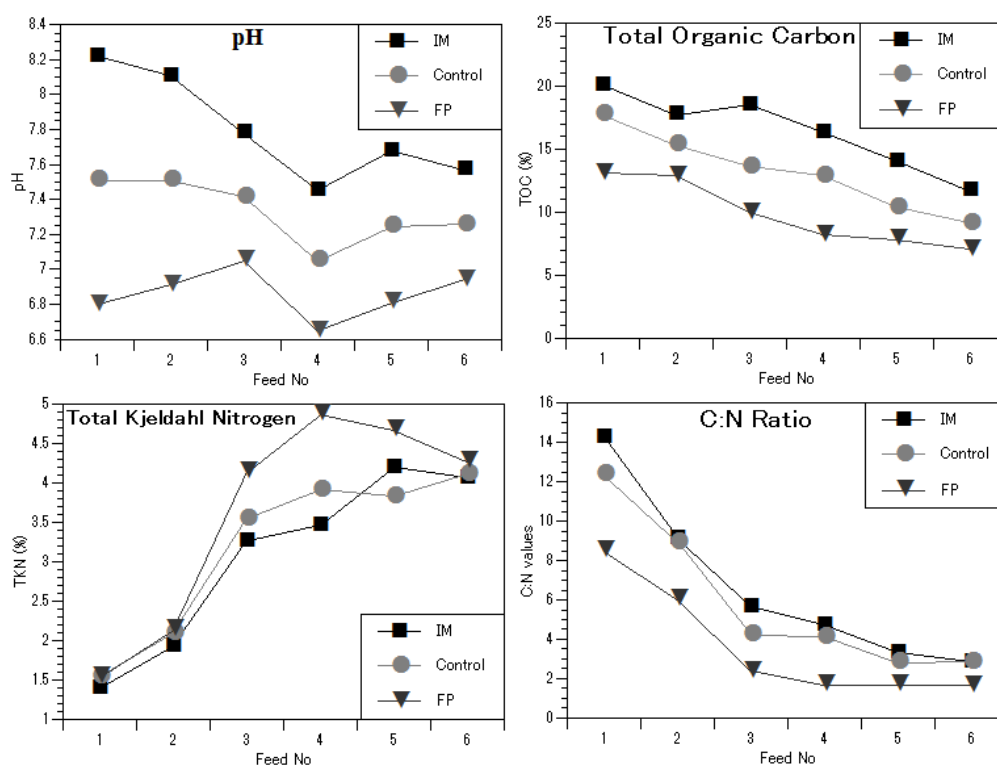 pH
8.4
8.2
8
7.8
7.6
7.4
7.2
7
6.8
6.6
pH
1 2 3 4 5 6
Feed No
IM
Control
FP
Total Organic Carbon
25
20
15
10
5
0
TOC (%)
1 2 3 4 5 6
Feed No
IM
Control
FP
Total Kjeldahl Nitrogen
5
4.5
4
3.5
3
2.5
2
1.5
1
TKN (%)
1 2 3 4 5 6
Feed No
IM
Control
FP
C:N Ratio
16
14
12
10
8
6
4
2
0
C:N values
1 2 3 4 5 6
Feed No
IM
Control
FP